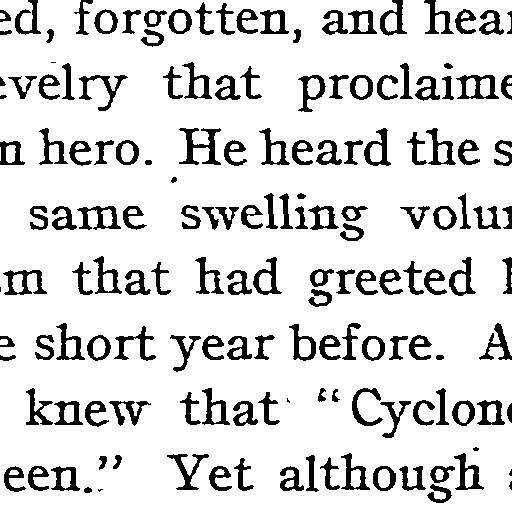 ed, forgotten, and hear
evelry that proclaime
n hero. He heard the s
same swelling volu
m that had greeted
e short year before. A
knew that "Cyclone
een." Yet although